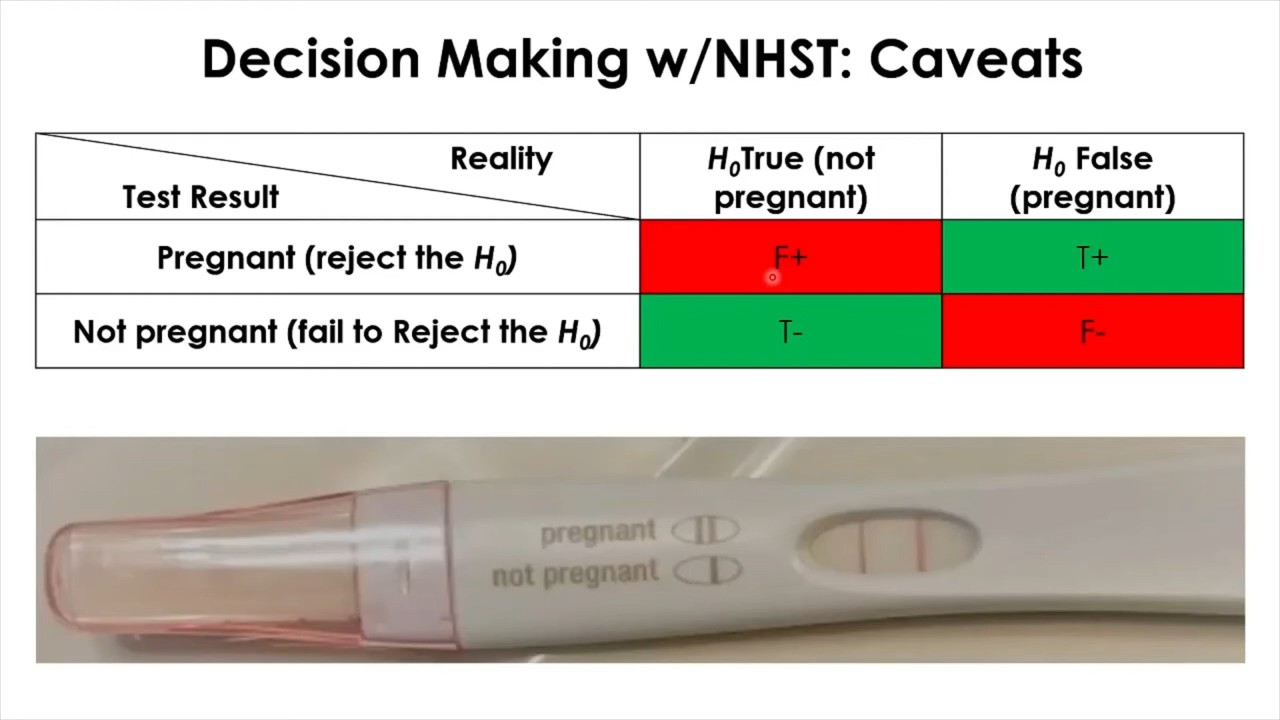 Decision Making w/NHST: Caveats
Reality
Test Result
H0True (not
pregnant)
H0 False
(pregnant)
Pregnant (reject the H0)
F+
T+
Not pregnant (fail to Reject the H0)
T-
F-
pregnant
not pregnant